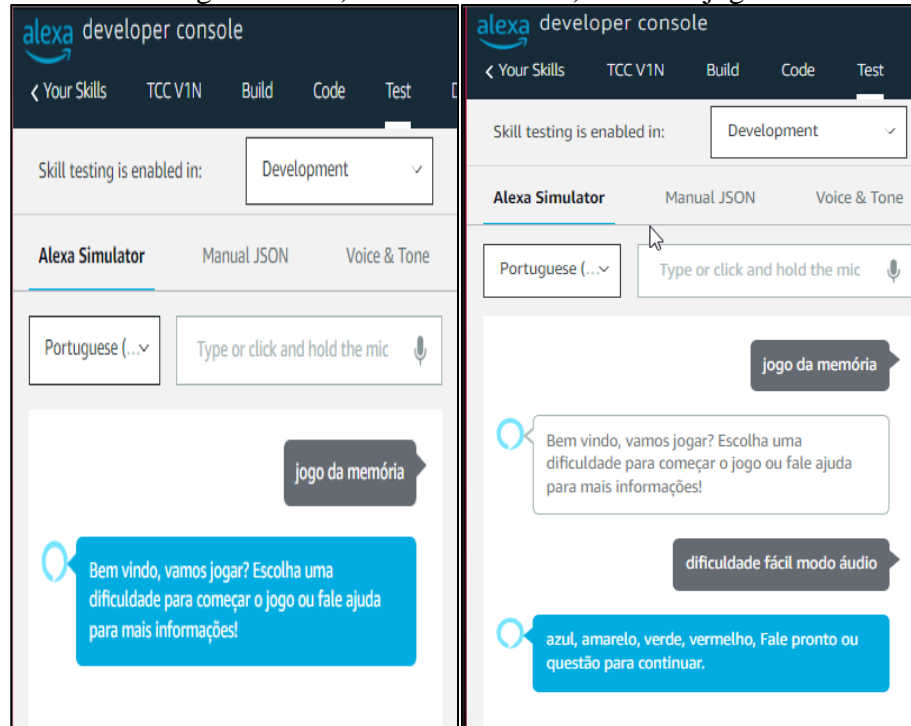 alexa developer console
Your Skills TCC V1N Build Code Test
Skill testing is enabled in: Development
Alexa Simulator Manual JSON Voice & Tone
Portuguese (... Type or click and hold the mic
jogo da memória
Bem vindo, vamos jogar? Escolha uma
dificuldade para começar o jogo ou fale ajuda
para mais informações!
alexa developer console
Your Skills TCC V1N Build Code Test
Skill testing is enabled in: Development
Alexa Simulator Manual JSON Voice & Tone
Portuguese (... Type or click and hold the mic
jogo da memória
Bem vindo, vamos jogar? Escolha uma
dificuldade para começar o jogo ou fale ajuda
para mais informações!
dificuldade fácil modo áudio
azul, amarelo, verde, vermelho, Fale pronto ou
questão para continuar.